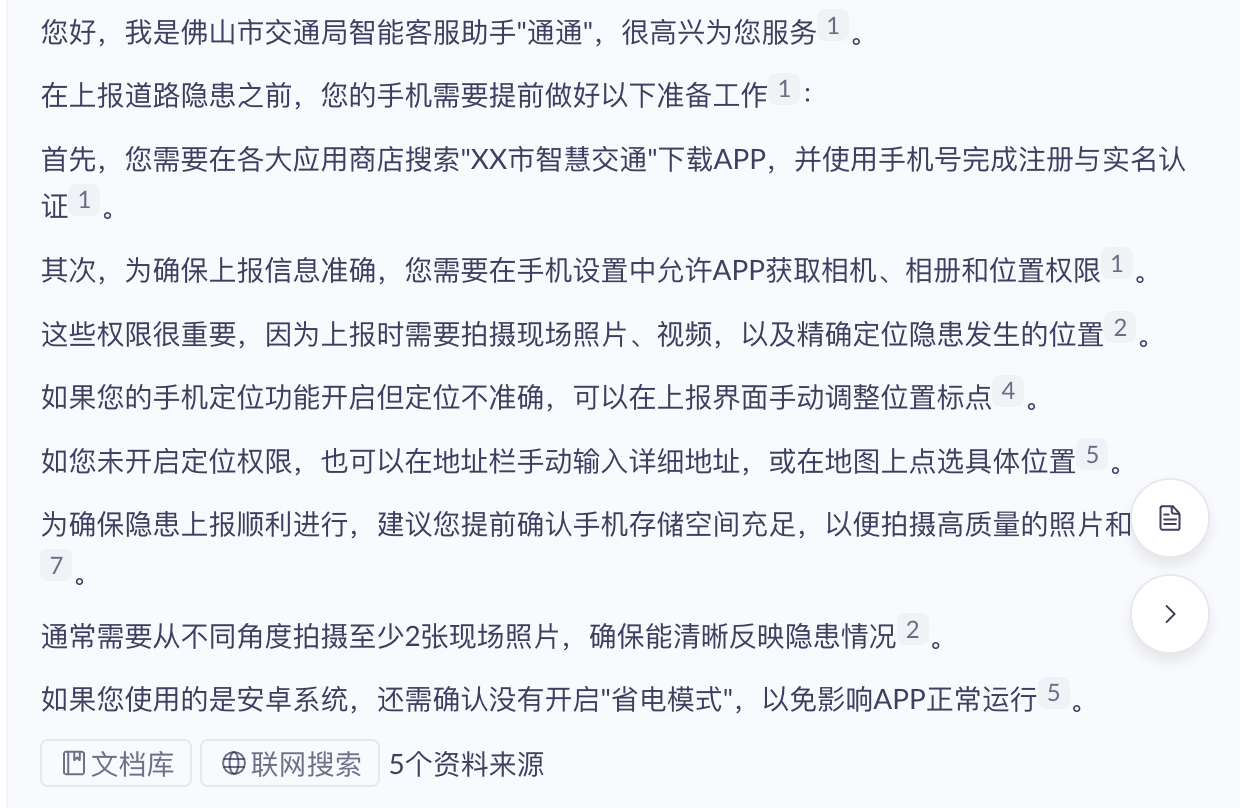 您好，我是佛山市交通局智能客服助手"通通"，很高兴为您服务 1 。
在上报道路隐患之前，您的手机需要提前做好以下准备工作 1 ：
首先，您需要在各大应用商店搜索"XX市智慧交通"下载APP，并使用手机号完成注册与实名认
证 1 。
其次，为确保上报信息准确，您需要在手机设置中允许APP获取相机、相册和位置权限 1 。
这些权限很重要，因为上报时需要拍摄现场照片、视频，以及精确定位隐患发生的位置 2 。
如果您的手机定位功能开启但定位不准确，可以在上报界面手动调整位置标点 4 。
如您未开启定位权限，也可以在地址栏手动输入详细地址，或在地图上点选具体位置 5 。
为确保隐患上报顺利进行，建议您提前确认手机存储空间充足，以便拍摄高质量的照片和
7 。
通常需要从不同角度拍摄至少2张现场照片，确保能清晰反映隐患情况 2 。
如果您使用的是安卓系统，还需确认没有开启"省电模式"，以免影响APP正常运行 5 。
文档库 联网搜索 5个资料来源